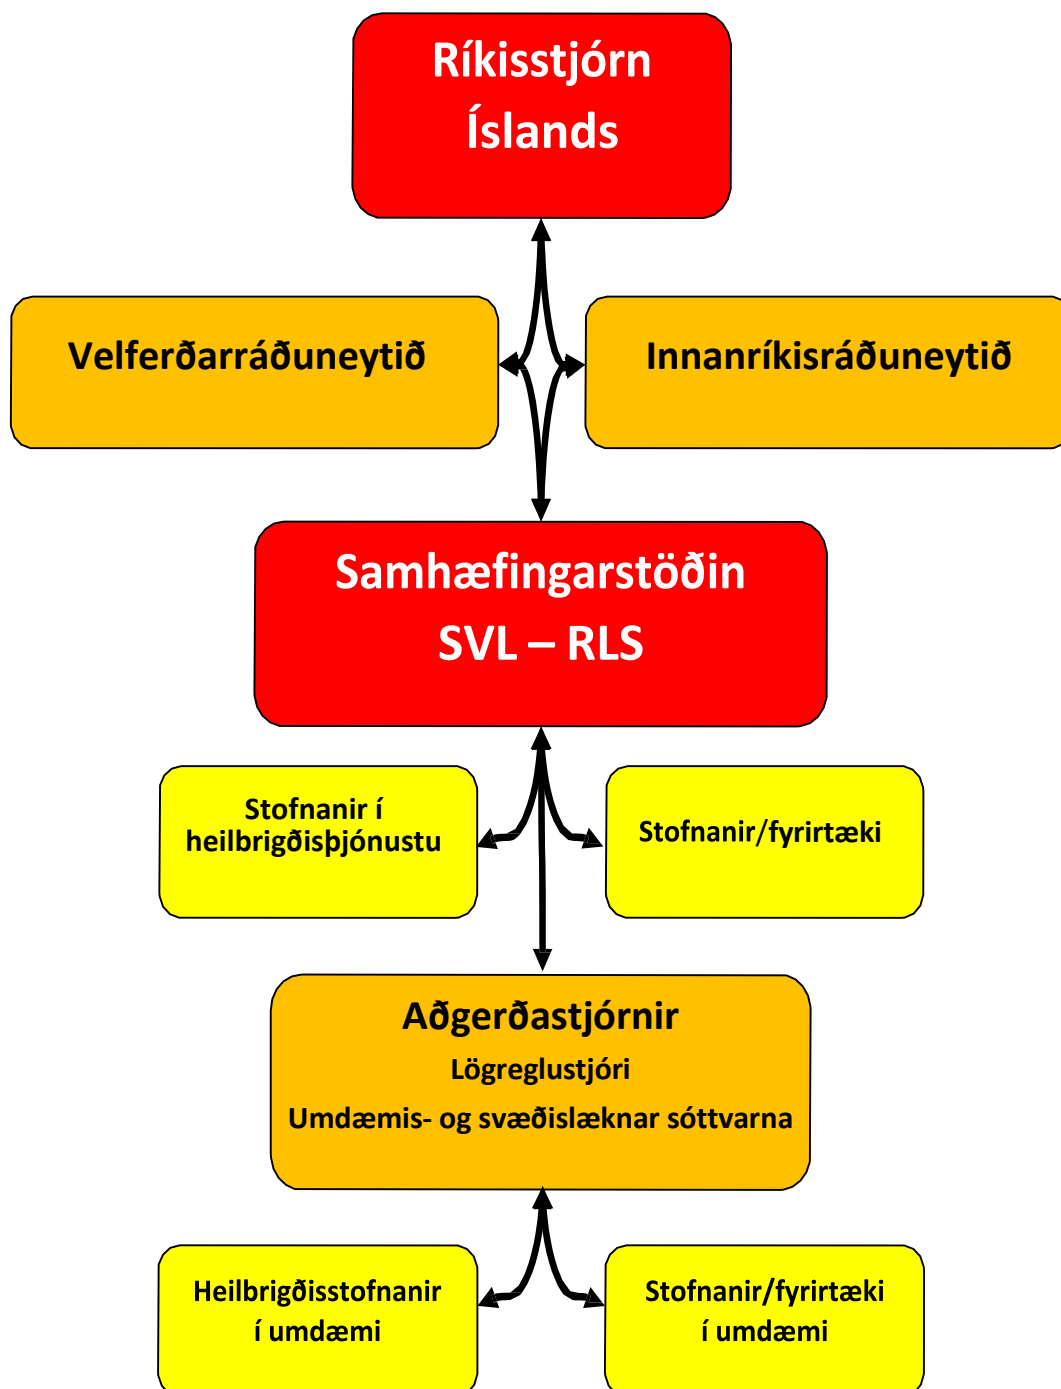 Ríkisstjórn
Íslands
Velferðarráðuneytið
Innanríkisráðuneytið
Samhæfingarstöðin
SVL – RLS
Stofnanir í
heilbrigðisþjónustu
Stofnanir/fyrirtæki
Aðgerðastjórnir
Lögreglustjóri
Umdæmis- og svæðislæknar sóttvarna
Heilbrigðisstofnanir
í umdæmi
Stofnanir/fyrirtæki
í umdæmi